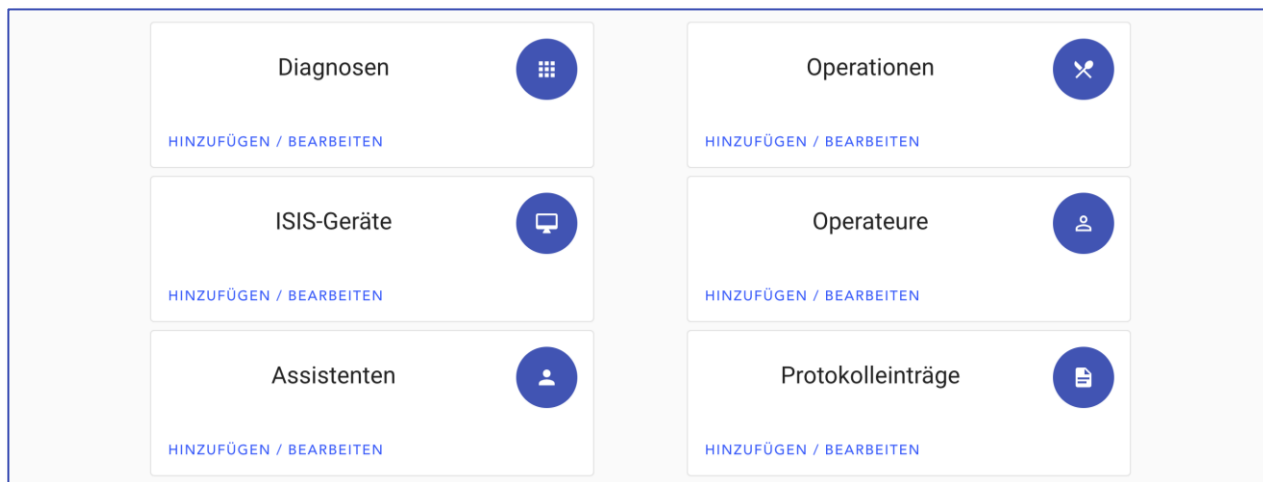 Diagnosen
HINZUFÜGEN / BEARBEITEN
Operationen
HINZUFÜGEN / BEARBEITEN
ISIS-Geräte
HINZUFÜGEN / BEARBEITEN
Operateure
HINZUFÜGEN / BEARBEITEN
Assistenten
HINZUFÜGEN / BEARBEITEN
Protokolleinträge
HINZUFÜGEN / BEARBEITEN